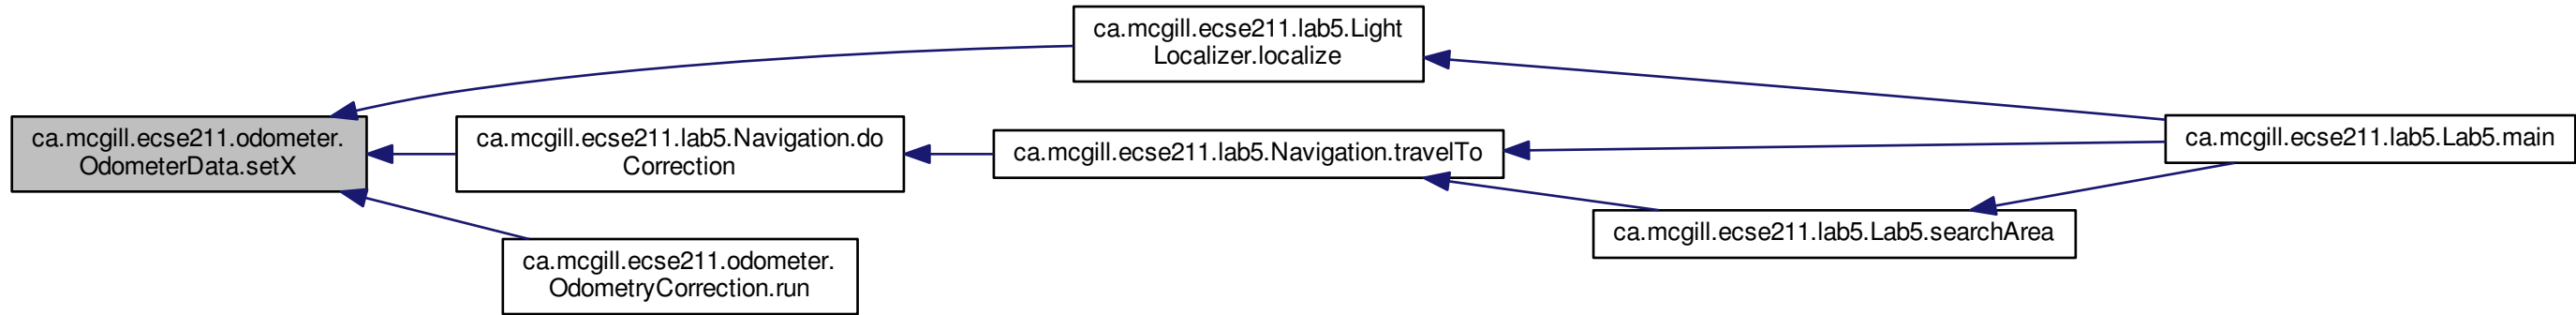 ca.mcgill.ecse211.odometer.
OdometerData.setX
ca.mcgill.ecse211.lab5.Light
Localizer.localize
ca.mcgill.ecse211.lab5.Navigation.do
Correction
ca.mcgill.ecse211.odometer.
OdometryCorrection.run
ca.mcgill.ecse211.lab5.Navigation.travelTo
ca.mcgill.ecse211.lab5.Lab5.searchArea
ca.mcgill.ecse211.lab5.Lab5.main